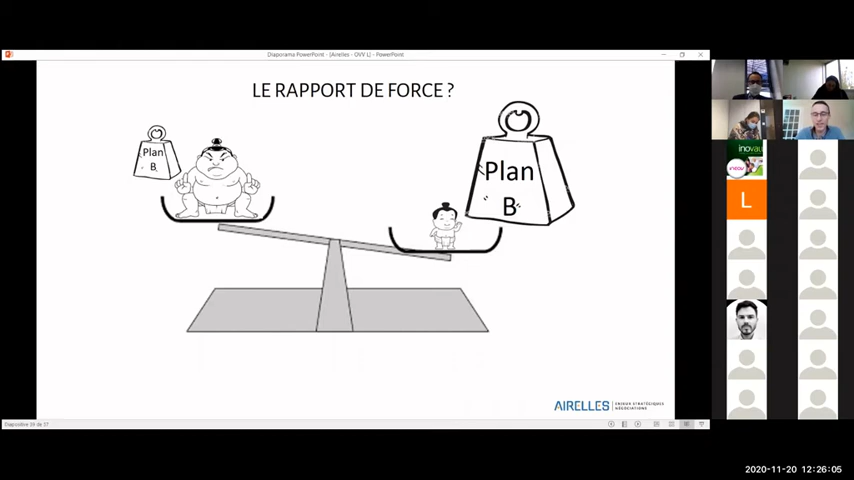 Diaporama PowerPoint - [Airelles - OVV L] - PowerPoint
LE RAPPORT DE FORCE ?
Plan
B
Plan
B
AIRELLES
ENJEUX STRATÉGIQUES
NÉGOCIATIONS
inovau
ineov
L
2020-11-20 12:26:05